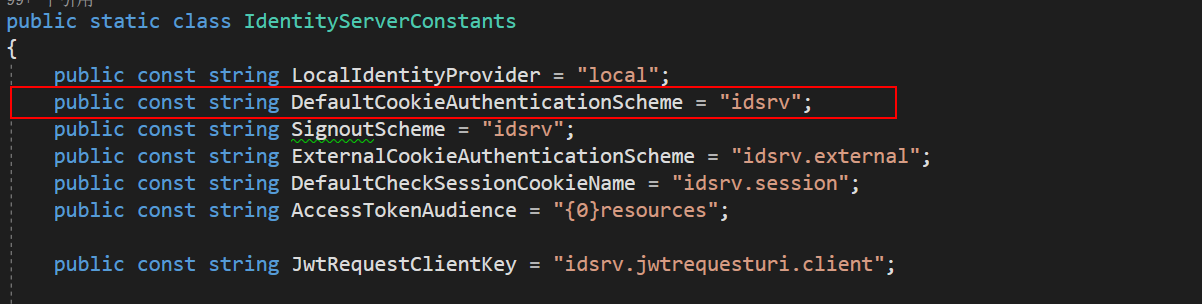 99+ 个引用
public static class IdentityServerConstants
{
public const string LocalIdentityProvider = "local";
public const string DefaultCookieAuthenticationScheme = "idsrv";
public const string SignoutScheme = "idsrv";
public const string ExternalCookieAuthenticationScheme = "idsrv.external";
public const string DefaultCheckSessionCookieName = "idsrv.session";
public const string AccessTokenAudience = "{0}resources";
public const string JwtRequestClientKey = "idsrv.jwtrequesturi.client";